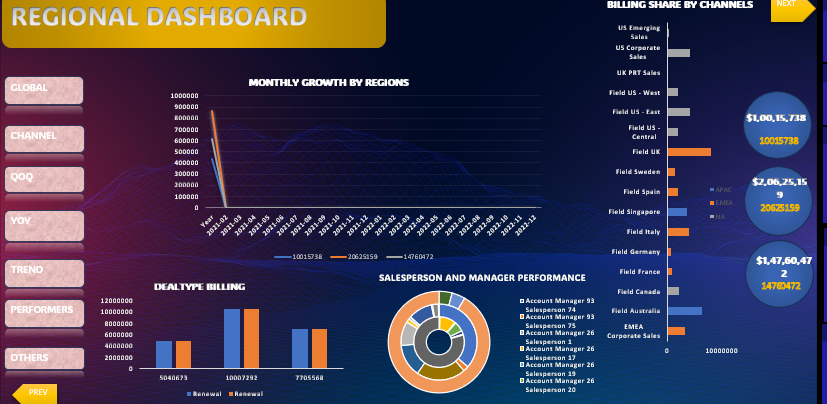 REGIONAL DASHBOARD
BILLING SHARE BY CHANNELS
NEXT
GLOBAL
CHANNEL
QOQ
YOY
TREND
PERFORMERS
OTHERS
PREV
MONTHLY GROWTH BY REGIONS
1000000
900000
800000
700000
600000
500000
400000
300000
200000
100000
0
Year
2021-02
2021-03
2021-04
2021-05
2021-06
2021-07
2021-08
2021-09
2021-10
2021-11
2021-12
2022-01
2022-02
2022-03
2022-04
2022-05
2022-06
2022-07
2022-08
2022-09
2022-10
2022-11
2022-12
10015738
20625159
14760472
US Emerging
Sales
US Corporate
Sales
UK PRT Sales
Field US - West
Field US - East
Field US -
Central
Field UK
Field Sweden
Field Spain
Field Singapore
Field Italy
Field Germany
Field France
Field Canada
Field Australia
EMEA
Corporate Sales
0
10000000
APAC
EMEA
NA
$1,00,15,738
10015738
$2,06,25,15
9
20625159
$1,47,60,47
2
14760472
DEALTYPE BILLING
12000000
10000000
8000000
6000000
4000000
2000000
0
5040673
10007292
7705568
Renewal
Renewal
SALESPERSON AND MANAGER PERFORMANCE
Account Manager 93
Salesperson 74
Account Manager 93
Salesperson 75
Account Manager 26
Salesperson 1
Account Manager 26
Salesperson 17
Account Manager 26
Salesperson 19
Account Manager 26
Salesperson 20